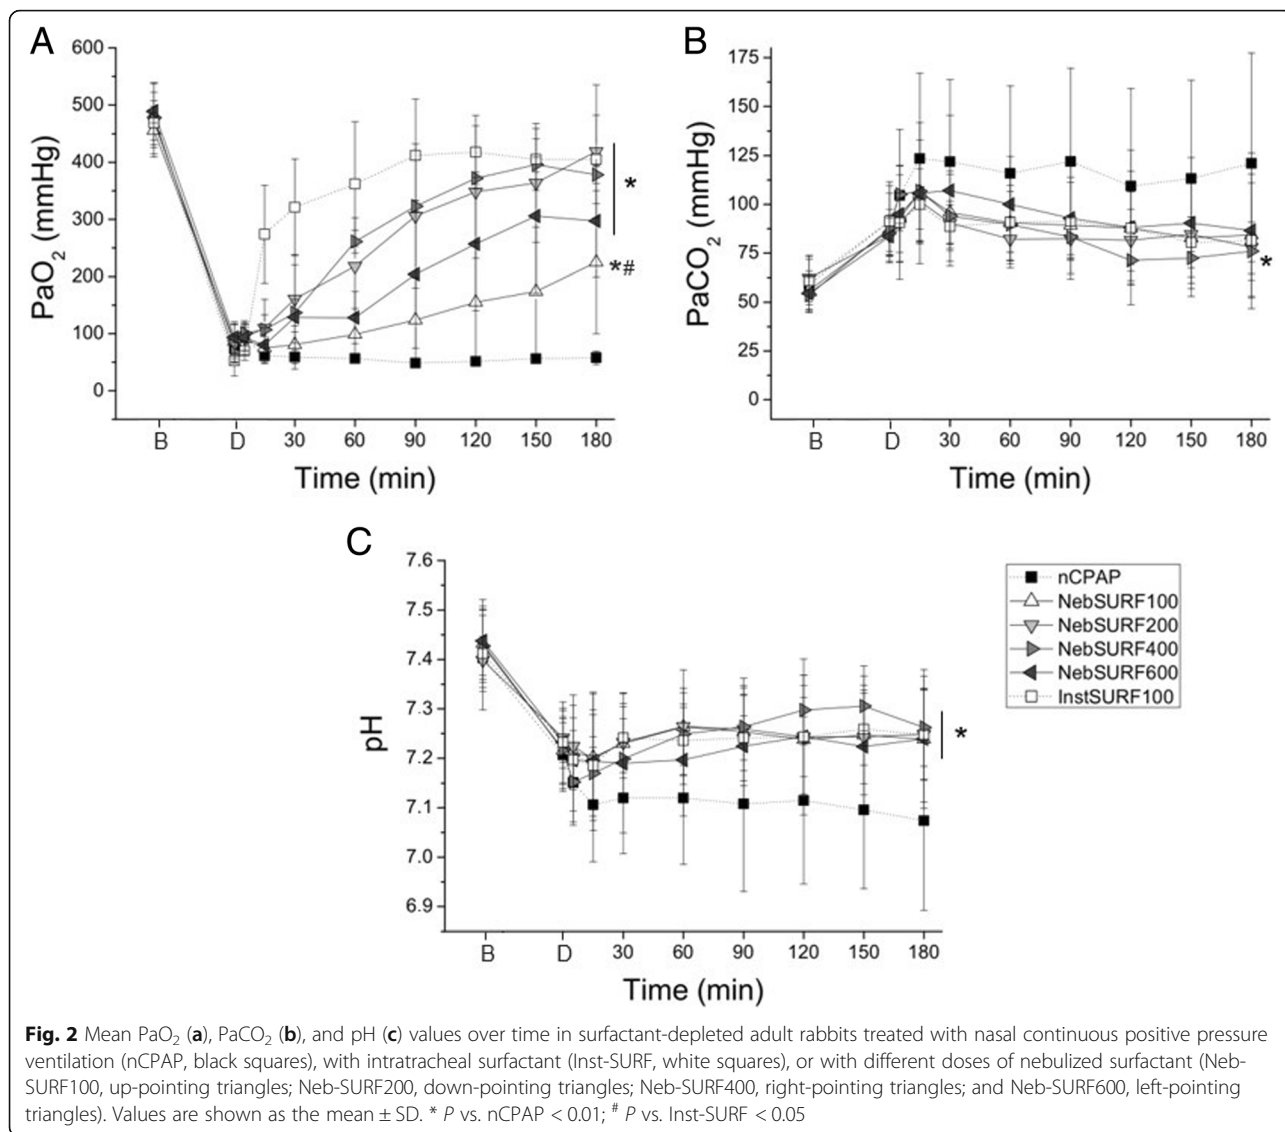 A
600
500
400
300
200
100
0
PaO2 (mmHg)
*
*#
B D 30 60 90 120 150 180
Time (min)
B
175
150
125
100
75
50
25
0
PaCO2 (mmHg)
*
B D 30 60 90 120 150 180
Time (min)
C
7.6
7.5
7.4
7.3
7.2
7.1
7.0
6.9
pH
*
B D 30 60 90 120 150 180
Time (min)
nCPAP
NebSURF100
NebSURF200
NebSURF400
NebSURF600
InstSURF100
Fig. 2 Mean PaO2 (a), PaCO2 (b), and pH (c) values over time in surfactant-depleted adult rabbits treated with nasal continuous positive pressure
ventilation (nCPAP, black squares), with intratracheal surfactant (Inst-SURF, white squares), or with different doses of nebulized surfactant (Neb-
SURF100, up-pointing triangles; Neb-SURF200, down-pointing triangles; Neb-SURF400, right-pointing triangles; and Neb-SURF600, left-pointing
triangles). Values are shown as the mean ± SD. * P vs. nCPAP < 0.01; # P vs. Inst-SURF < 0.05